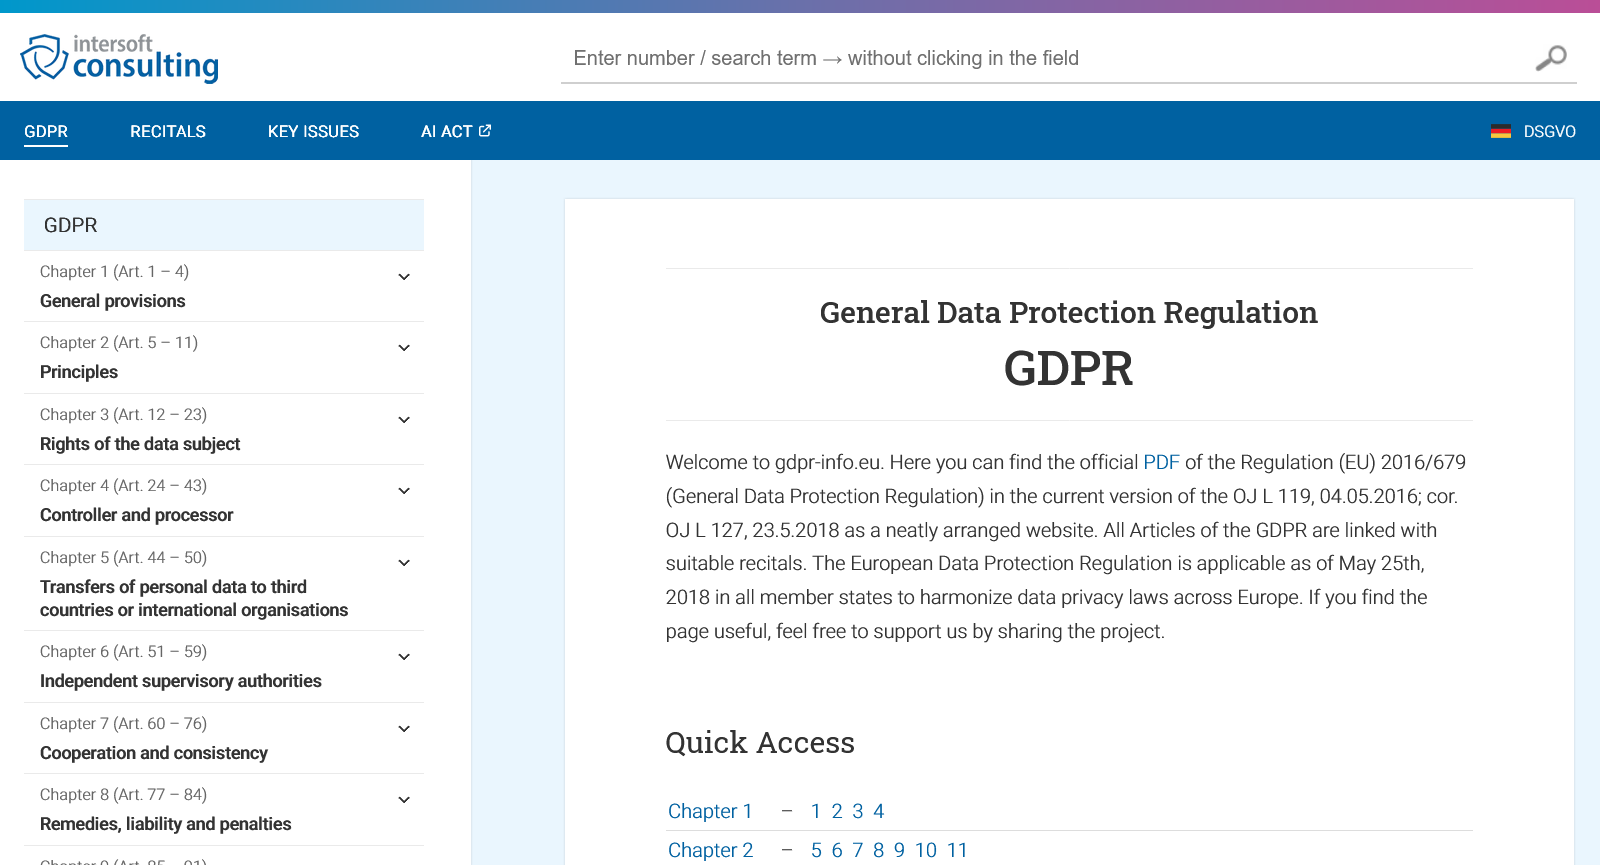 intersoft
consulting
Enter number / search term → without clicking in the field
GDPR RECITALS KEY ISSUES AI ACT DSGVO
GDPR
Chapter 1 (Art. 1 – 4)
General provisions
Chapter 2 (Art. 5 – 11)
Principles
Chapter 3 (Art. 12 – 23)
Rights of the data subject
Chapter 4 (Art. 24 – 43)
Controller and processor
Chapter 5 (Art. 44 – 50)
Transfers of personal data to third
countries or international organisations
Chapter 6 (Art. 51 – 59)
Independent supervisory authorities
Chapter 7 (Art. 60 – 76)
Cooperation and consistency
Chapter 8 (Art. 77 – 84)
Remedies, liability and penalties
General Data Protection Regulation
GDPR
Welcome to gdpr-info.eu. Here you can find the official PDF of the Regulation (EU) 2016/679
(General Data Protection Regulation) in the current version of the OJ L 119, 04.05.2016; cor.
OJ L 127, 23.5.2018 as a neatly arranged website. All Articles of the GDPR are linked with
suitable recitals. The European Data Protection Regulation is applicable as of May 25th,
2018 in all member states to harmonize data privacy laws across Europe. If you find the
page useful, feel free to support us by sharing the project.
Quick Access
Chapter 1 – 1 2 3 4
Chapter 2 – 5 6 7 8 9 10 11